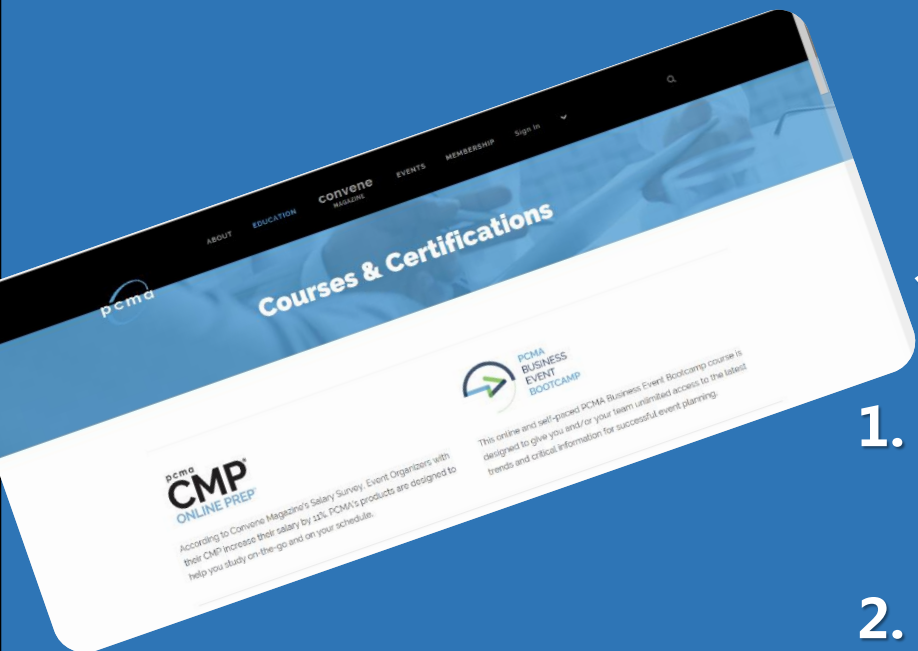 ABOUT
EDUCATION
convene
MAGAZINE
EVENTS
MEMBERSHIP
Sign In
pcma
Courses & Certifications
pcma
CMP®
ONLINE PREP
According to Convene Magazine's Salary Survey, Event Organizers with
their CMP increase their salary by 11%. PCMA's products are designed to
help you study on-the-go and on your schedule.
PCMA
BUSINESS
EVENT
BOOTCAMP
This online and self-paced PCMA Business Event Bootcamp course is
designed to give you and/or your team unlimited access to the latest
trends and critical information for successful event planning.
1.
2.